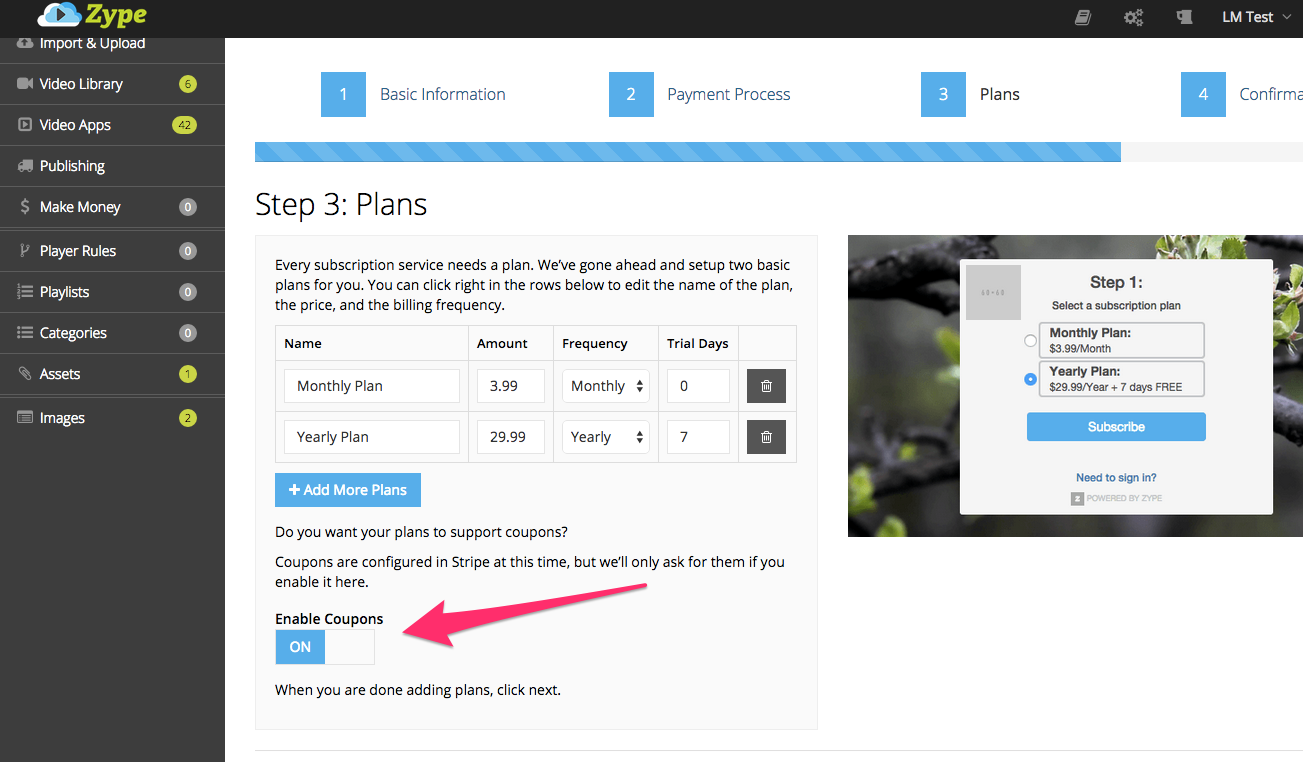 Zype
LM Test
Import & Upload
Video Library 6
Video Apps 42
Publishing
Make Money 0
Player Rules 0
Playlists 0
Categories 0
Assets 1
Images 2
1 Basic Information
2 Payment Process
3 Plans
4 Confirma
Step 3: Plans
Every subscription service needs a plan. We've gone ahead and setup two basic
plans for you. You can click right in the rows below to edit the name of the plan,
the price, and the billing frequency.
Name Amount Frequency Trial Days
Monthly Plan 3.99 Monthly 0
Yearly Plan 29.99 Yearly 7
+ Add More Plans
Do you want your plans to support coupons?
Coupons are configured in Stripe at this time, but we'll only ask for them if you
enable it here.
Enable Coupons
ON
When you are done adding plans, click next.
60×60
Step 1:
Select a subscription plan
Monthly Plan:
$3.99/Month
Yearly Plan:
$29.99/Year + 7 days FREE
Subscribe
Need to sign in?
Z POWERED BY ZYPE